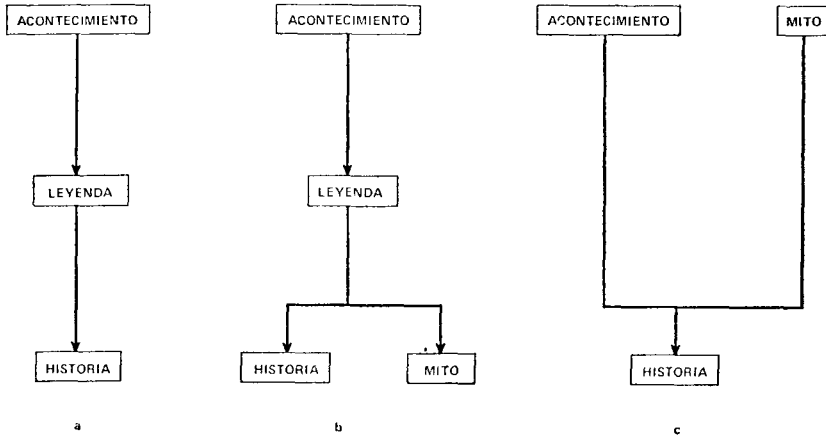 ACONTECIMIENTO
LEYENDA
HISTORIA
a
ACONTECIMIENTO
LEYENDA
HISTORIA MITO
b
ACONTECIMIENTO MITO
HISTORIA
c